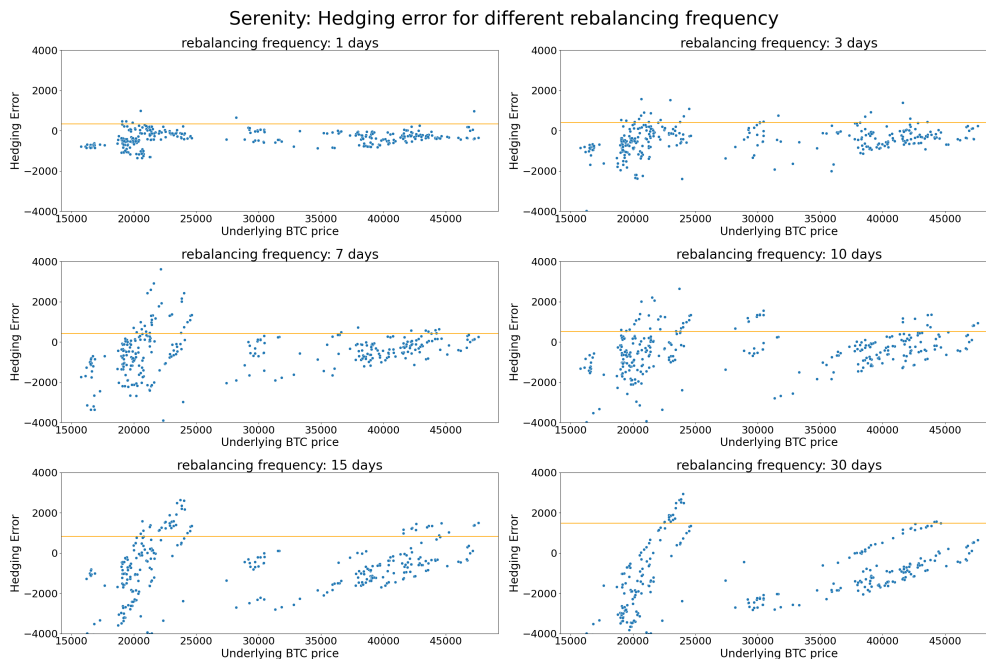 Serenity: Hedging error for different rebalancing frequency
rebalancing frequency: 1 days
4000
2000
0
−2000
−4000
Hedging Error
15000 20000 25000 30000 35000 40000 45000
Underlying BTC price
rebalancing frequency: 3 days
4000
2000
0
−2000
−4000
Hedging Error
15000 20000 25000 30000 35000 40000 45000
Underlying BTC price
rebalancing frequency: 7 days
4000
2000
0
−2000
−4000
Hedging Error
15000 20000 25000 30000 35000 40000 45000
Underlying BTC price
rebalancing frequency: 10 days
4000
2000
0
−2000
−4000
Hedging Error
15000 20000 25000 30000 35000 40000 45000
Underlying BTC price
rebalancing frequency: 15 days
4000
2000
0
−2000
−4000
Hedging Error
15000 20000 25000 30000 35000 40000 45000
Underlying BTC price
rebalancing frequency: 30 days
4000
2000
0
−2000
−4000
Hedging Error
15000 20000 25000 30000 35000 40000 45000
Underlying BTC price